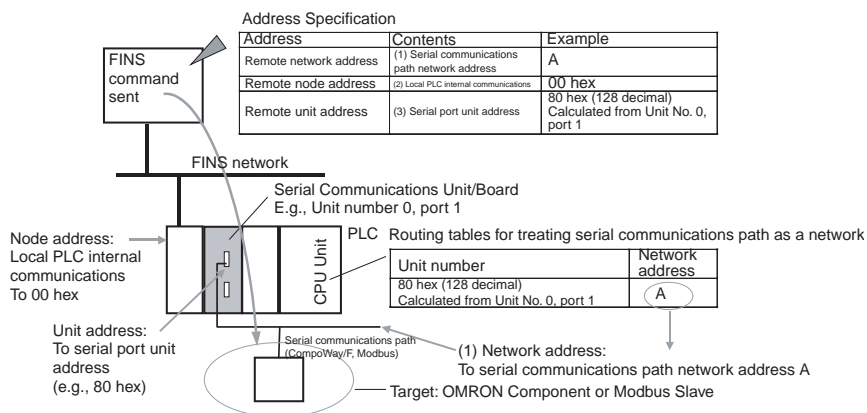 Address Specification
Address Contents Example
Remote network address (1) Serial communications path network address A
Remote node address (2) Local PLC internal communications 00 hex
Remote unit address (3) Serial port unit address 80 hex (128 decimal) Calculated from Unit No. 0, port 1
FINS
command
sent
FINS network
Serial Communications Unit/Board
E.g., Unit number 0, port 1
Node address:
Local PLC internal
communications
To 00 hex
CPU Unit
PLC
Routing tables for treating serial communications path as a network
Unit number Network address
80 hex (128 decimal)
Calculated from Unit No. 0, port 1 A
Unit address:
To serial port unit
address
(e.g., 80 hex)
Serial communications path
(CompoWay/F, Modbus)
(1) Network address:
To serial communications path network address A
Target: OMRON Component or Modbus Slave